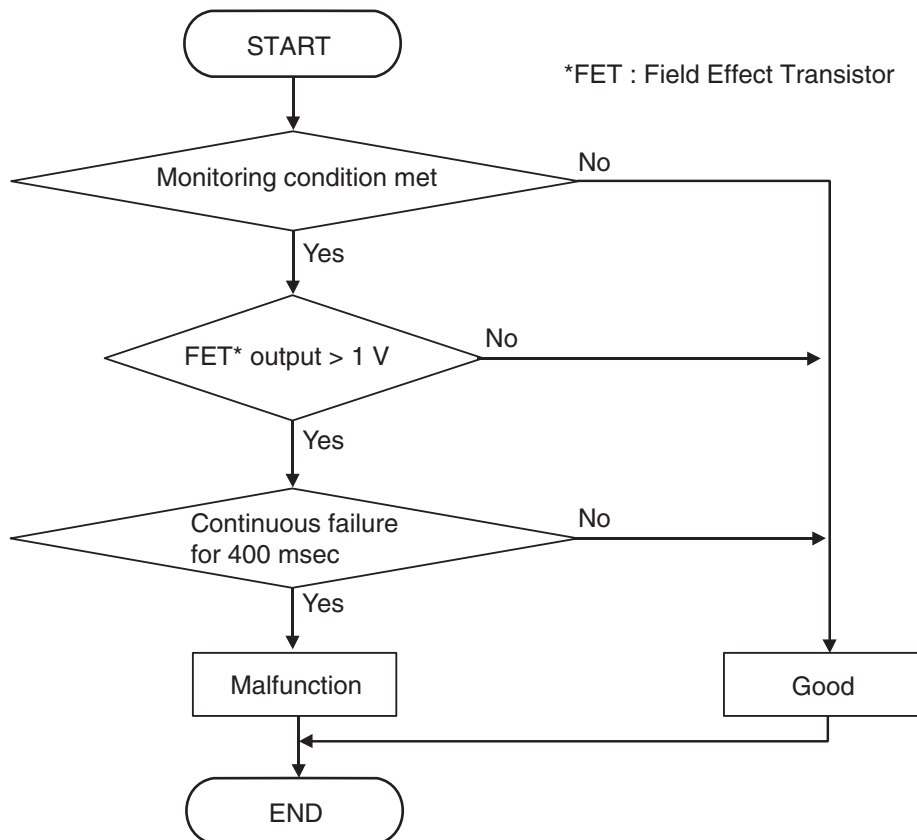 START
*FET : Field Effect Transistor
Monitoring condition met
No
Yes
FET* output > 1 V
No
Yes
Continuous failure
for 400 msec
No
Yes
Malfunction
Good
END